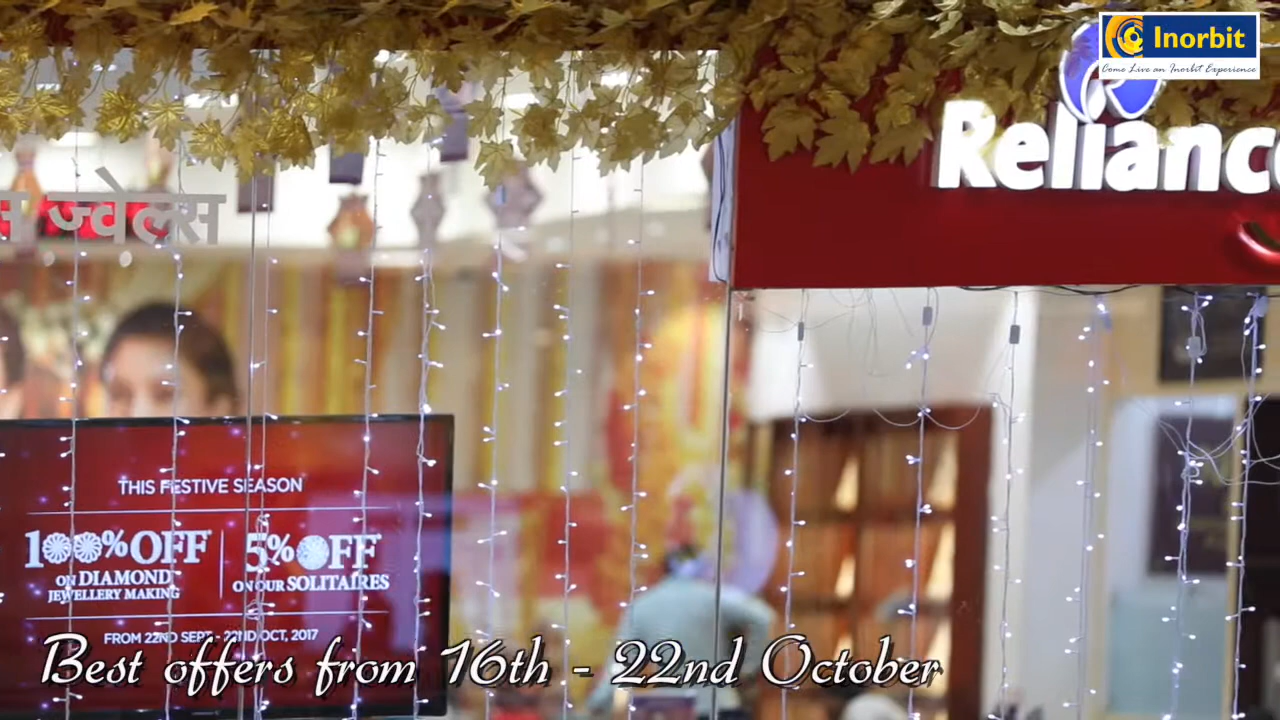 Inorbit
Come Live an Inorbit Experience
Reliance
स ज्वेल्स
THIS FESTIVE SEASON
100% OFF
ON DIAMOND
JEWELLERY MAKING
5% OFF
ON OUR SOLITAIRES
FROM 22ND SEPT - 22ND OCT, 2017
Best offers from 16th - 22nd October